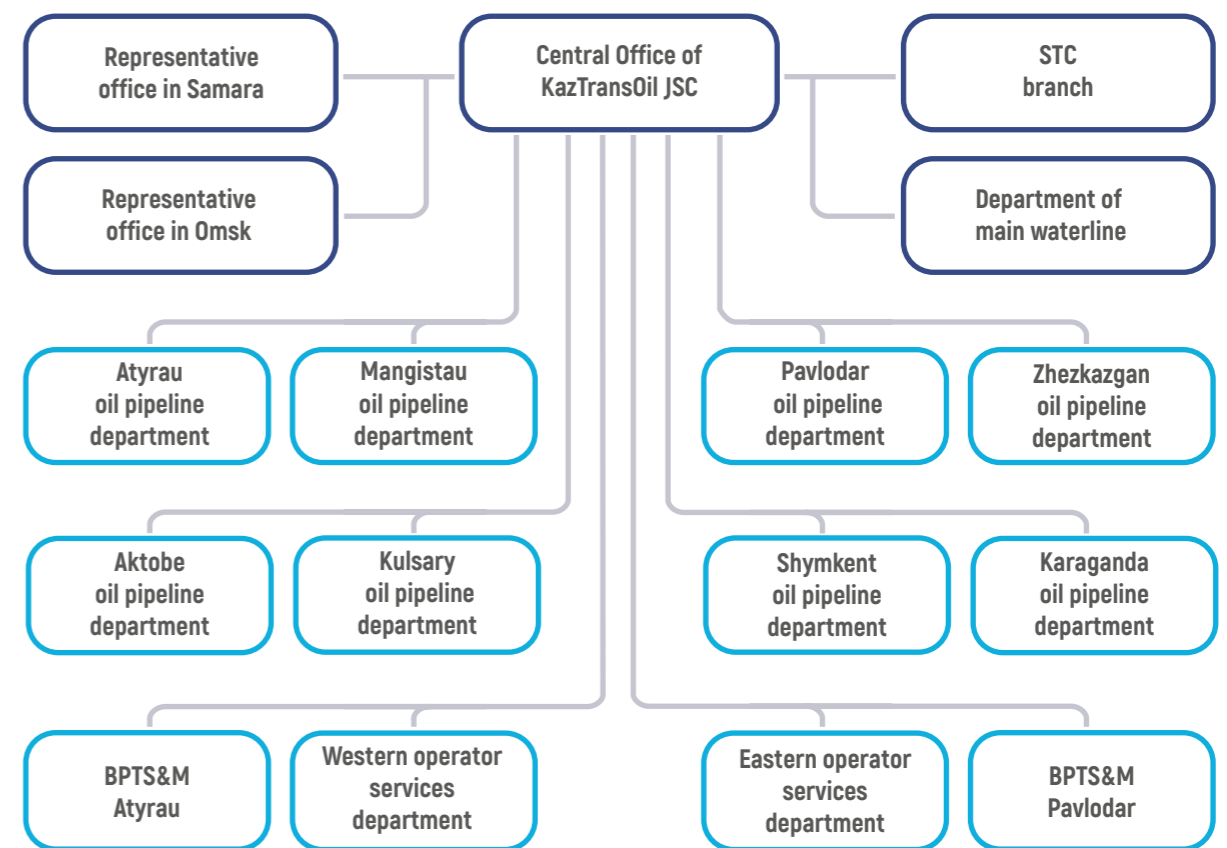 Representative
office in Samara
Central Office of
KazTransOil JSC
STC
branch
Representative
office in Omsk
Department of
main waterline
Atyrau
oil pipeline
department
Mangistau
oil pipeline
department
Pavlodar
oil pipeline
department
Zhezkazgan
oil pipeline
department
Aktobe
oil pipeline
department
Kulsary
oil pipeline
department
Shymkent
oil pipeline
department
Karaganda
oil pipeline
department
BPTS&M
Atyrau
Western operator
services
department
Eastern operator
services
department
BPTS&M
Pavlodar